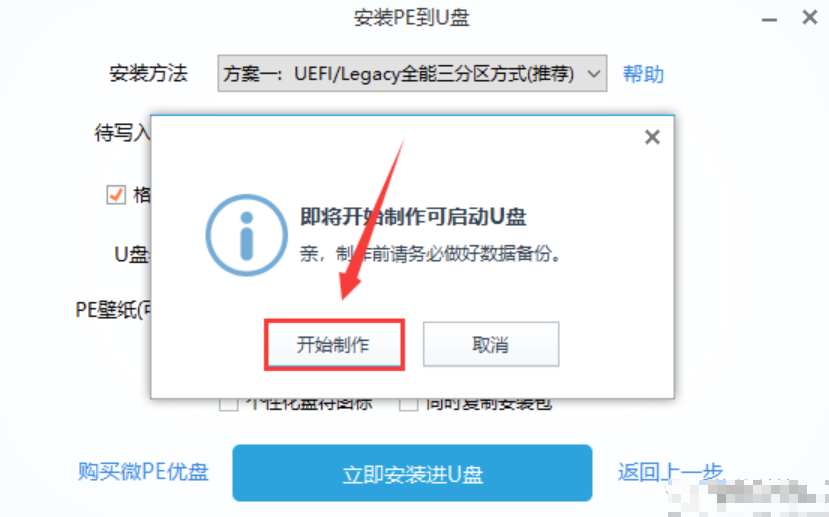 安装PE到U盘
安装方法 方案一：UEFI/Legacy全能三分区方式(推荐) 帮助
待写入
格
即将开始制作可启动U盘
U盘
亲，制作前请务必做好数据备份。
PE壁纸(可
开始制作 取消
个性化盘符图标 同时复制安装包
购买微PE优盘 立即安装进U盘 返回上一步